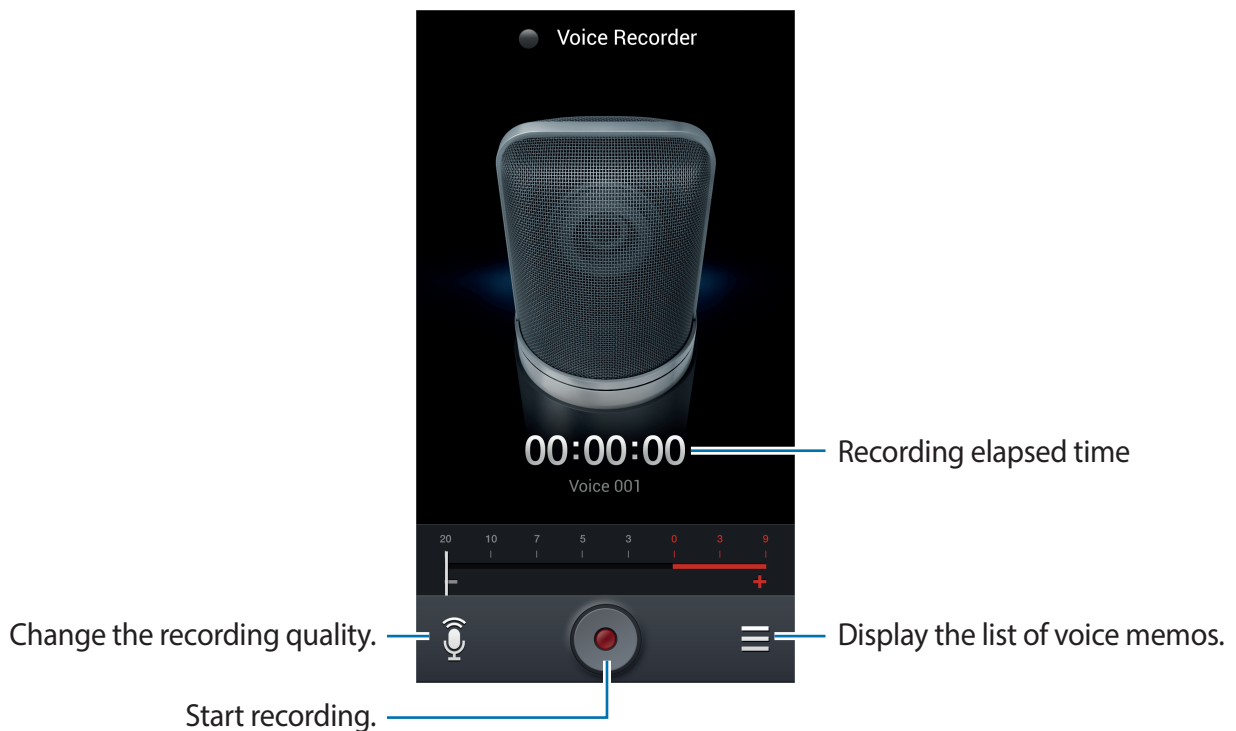 Voice Recorder
00:00:00
Recording elapsed time
Voice 001
20 10 7 5 3 0 3 9
− +
Change the recording quality.
Display the list of voice memos.
Start recording.